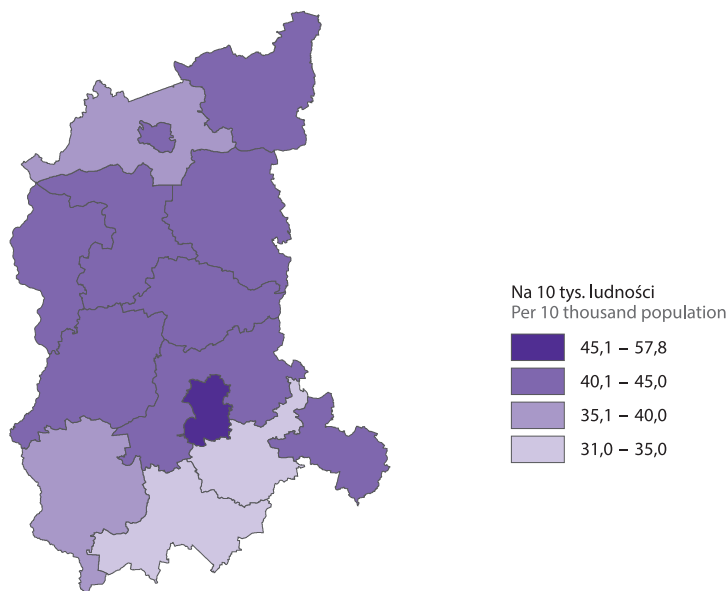 Na 10 tys. ludności
Per 10 thousand population
45,1 – 57,8
40,1 – 45,0
35,1 – 40,0
31,0 – 35,0